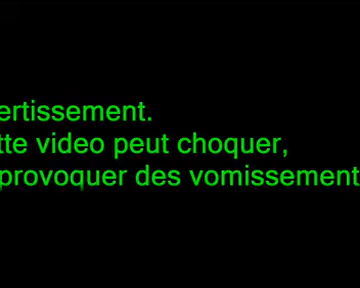 ertissement.
tte video peut choquer,
provoquer des vomissement